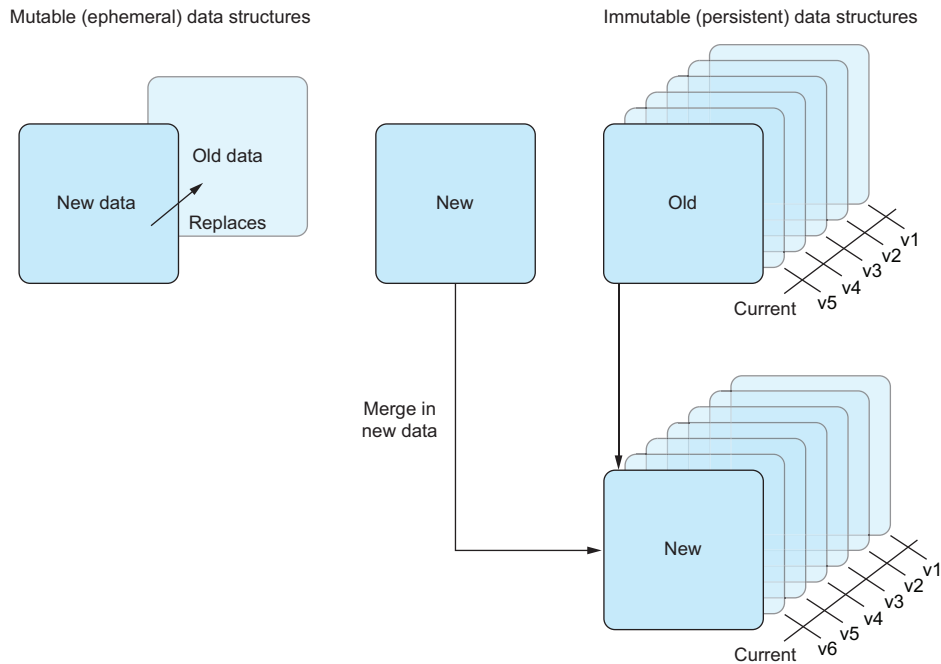 Mutable (ephemeral) data structures
Immutable (persistent) data structures
Old data
New data
Replaces
New
Old
v1
v2
v3
v4
v5
Current
Merge in
new data
New
v1
v2
v3
v4
v5
v6
Current